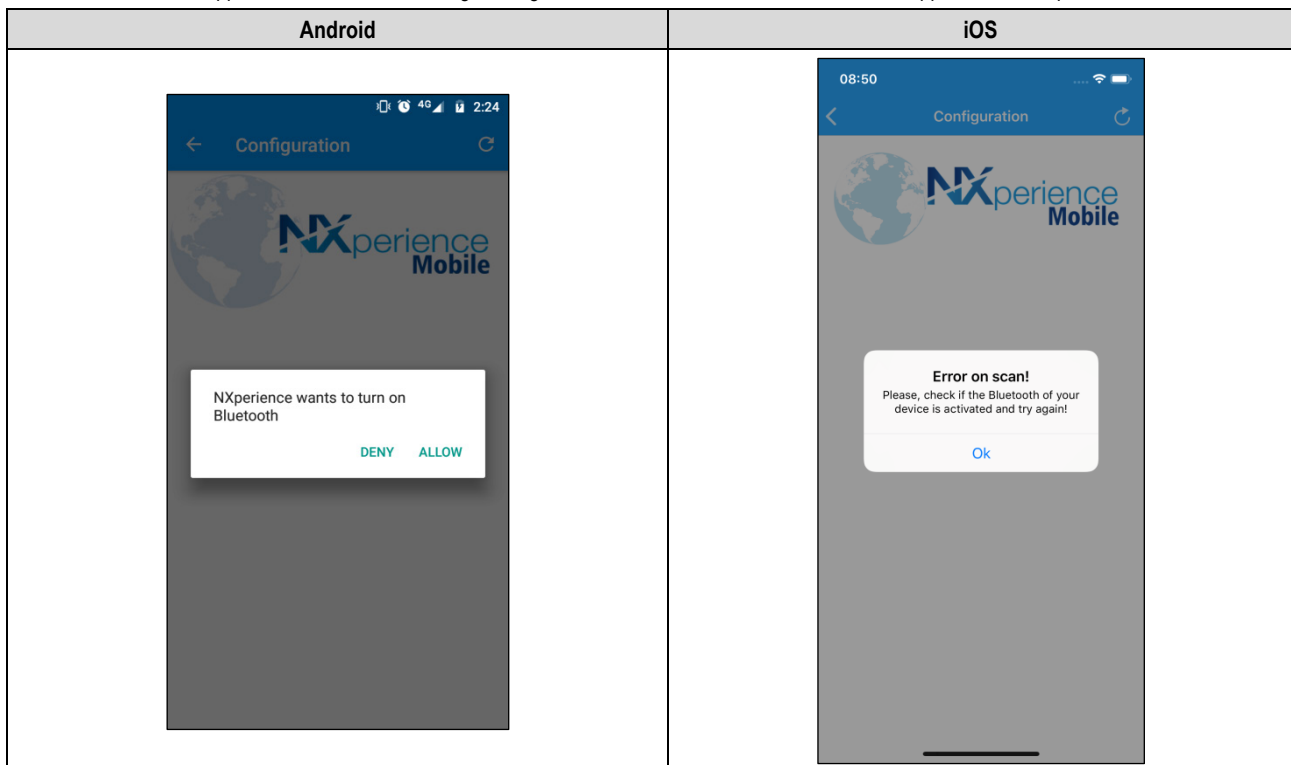 Android
iOS
2:24
4G
Configuration
NXperience
Mobile
NXperience wants to turn on
Bluetooth
DENY ALLOW
08:50
Configuration
NXperience
Mobile
Error on scan!
Please, check if the Bluetooth of your
device is activated and try again!
Ok